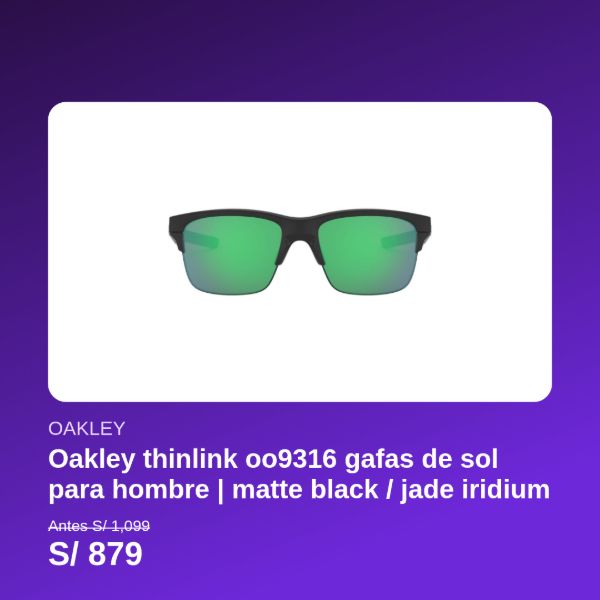 OAKLEY
Oakley thinlink oo9316 gafas de sol
para hombre | matte black / jade iridium
Antes S/ 1,099
S/ 879